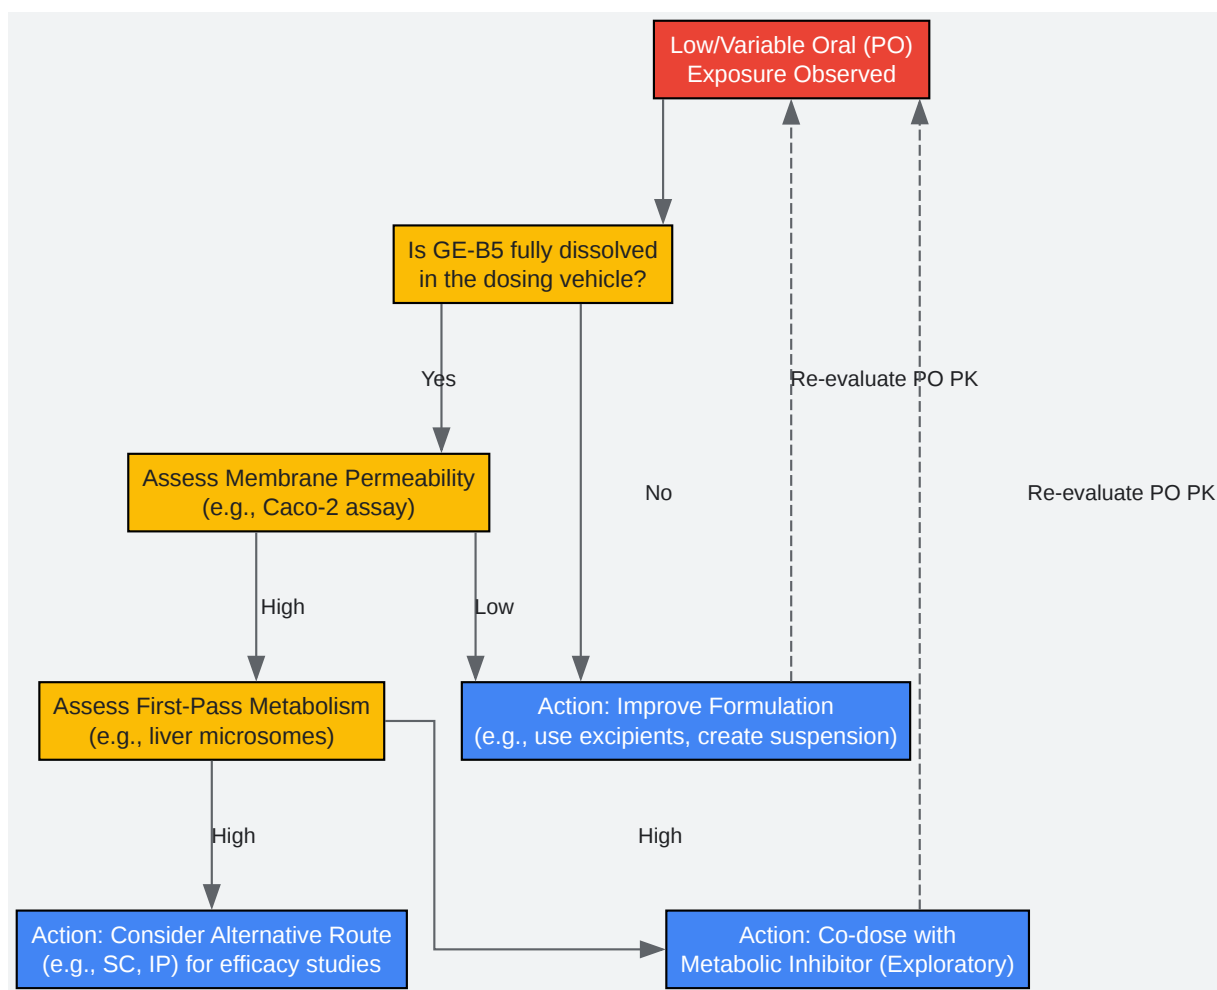 Low/Variable Oral (PO)
Exposure Observed
Is GE-B5 fully dissolved
in the dosing vehicle?
Yes
Re-evaluate PO PK
Assess Membrane Permeability
(e.g., Caco-2 assay)
No
Re-evaluate PO PK
High
Low
Assess First-Pass Metabolism
(e.g., liver microsomes)
Action: Improve Formulation
(e.g., use excipients, create suspension)
High
High
Action: Consider Alternative Route
(e.g., SC, IP) for efficacy studies
Action: Co-dose with
Metabolic Inhibitor (Exploratory)